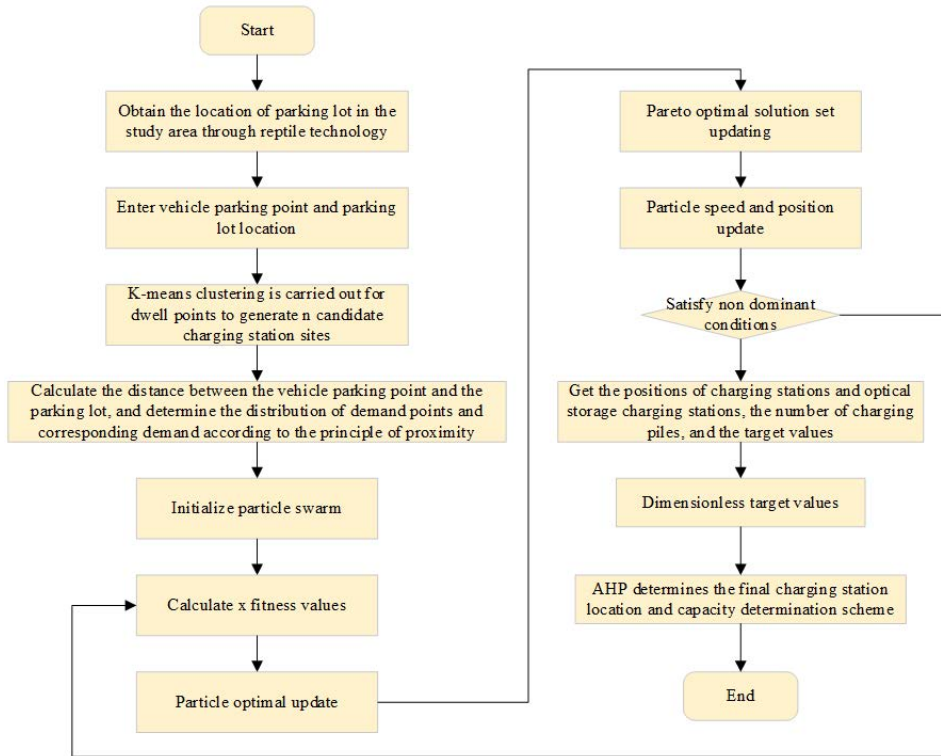 Start
Obtain the location of parking lot in the
study area through reptile technology
Enter vehicle parking point and parking
lot location
K-means clustering is carried out for
dwell points to generate n candidate
charging station sites
Calculate the distance between the vehicle parking point and the
parking lot, and determine the distribution of demand points and
corresponding demand according to the principle of proximity
Initialize particle swarm
Calculate x fitness values
Particle optimal update
Pareto optimal solution set
updating
Particle speed and position
update
Satisfy non dominant
conditions
Get the positions of charging stations and optical
storage charging stations, the number of charging
piles, and the target values
Dimensionless target values
AHP determines the final charging station
location and capacity determination scheme
End